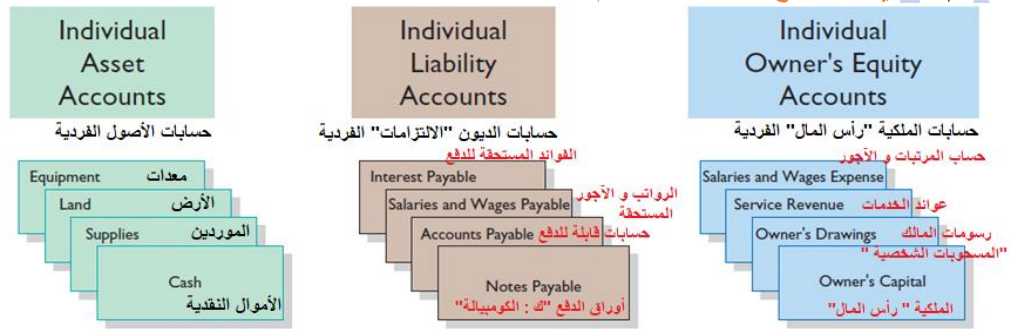 Individual
Asset
Accounts
حسابات الأصول الفردية
Equipment معدات
Land الأرض
Supplies الموردين
Cash
الأموال النقدية
Individual
Liability
Accounts
حسابات الديون "الالتزامات" الفردية
الفوائد المستحقة للدفع
Interest Payable
Salaries and Wages Payable الرواتب و الآجور
المستحقة
Accounts Payable حسابات قابلة للدفع
Notes Payable
أوراق الدفع "ك : الكومبيالة"
Individual
Owner's Equity
Accounts
حسابات الملكية "رأس المال" الفردية
حساب المرتبات و الآجور
Salaries and Wages Expense
Service Revenue عوائد الخدمات
Owner's Drawings رسومات المالك
"المسحوبات الشخصية "
Owner's Capital
الملكية " رأس المال"